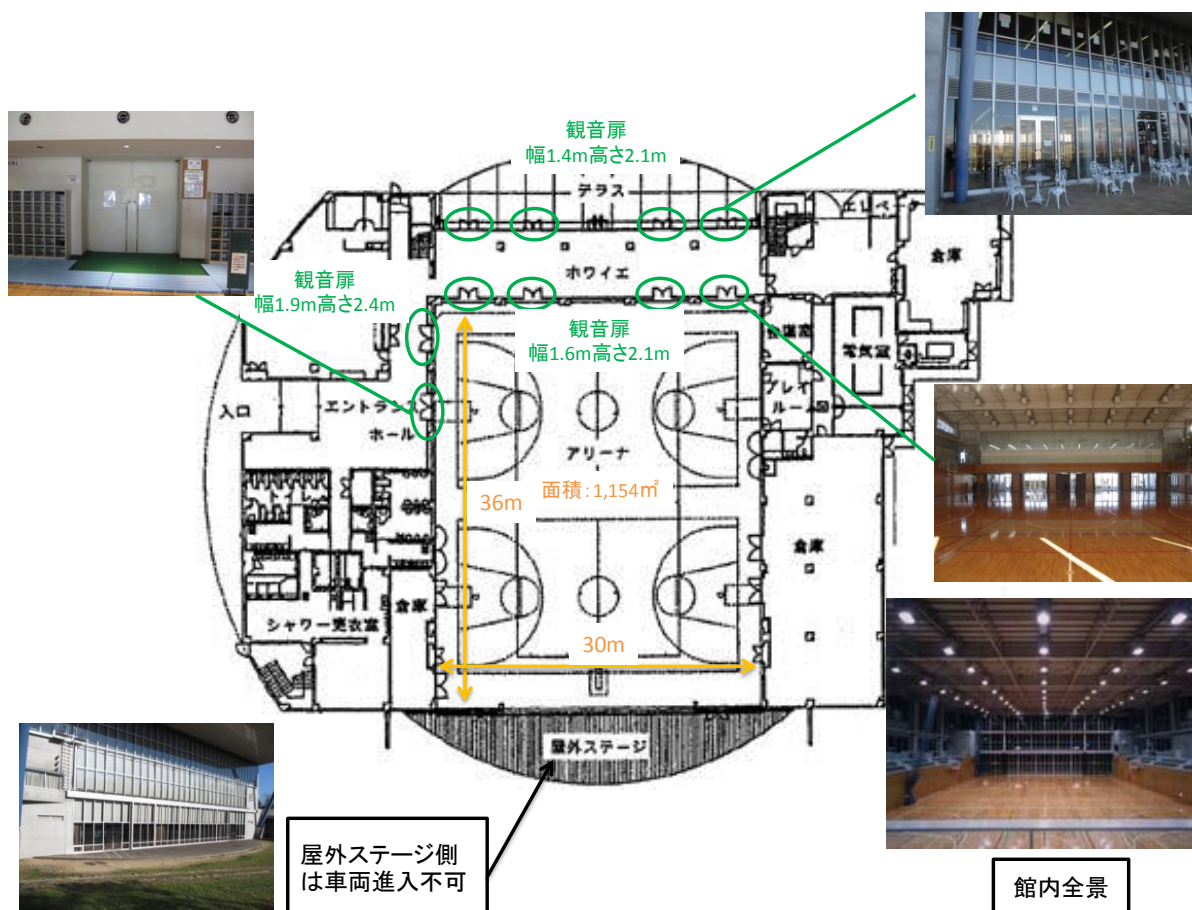 観音扉
幅1.4m高さ2.1m
テラス
エレベ
倉庫
ホワイエ
観音扉
幅1.9m高さ2.4m
観音扉
幅1.6m高さ2.1m
電気室
プレイ
ルーム
入口
エントランス
ホール
アリーナ
36m
面積：1,154㎡
倉庫
倉庫
シャワー更衣室
30m
屋外ステージ
屋外ステージ側
は車両進入不可
館内全景